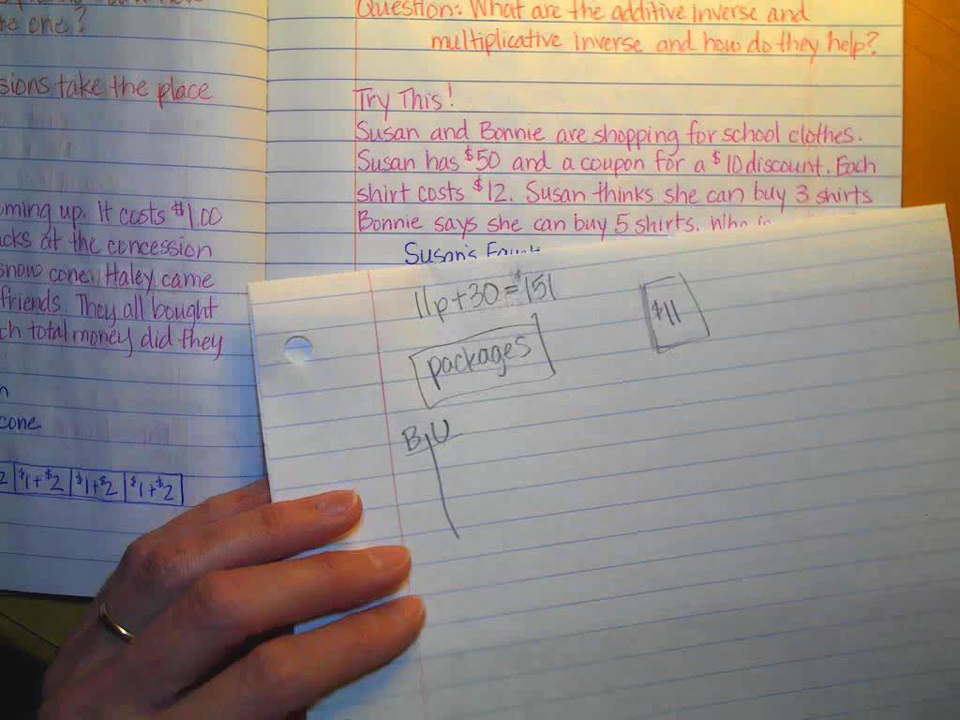 te one?
sions take the place
oming up. It costs $1.00
cks at the concession
snow cone. Haley came
friends. They all bought
ch total money did they
n
cone
2 $1+$2 $1+$2 $1+$2
Question: What are the additive inverse and
multiplicative inverse and how do they help?
Try This!
Susan and Bonnie are shopping for school clothes.
Susan has $50 and a coupon for a $10 discount. Each
shirt costs $12. Susan thinks she can buy 3 shirts
Bonnie says she can buy 5 shirts. Who
Susan's
11p+30=$151
$11
packages
B U